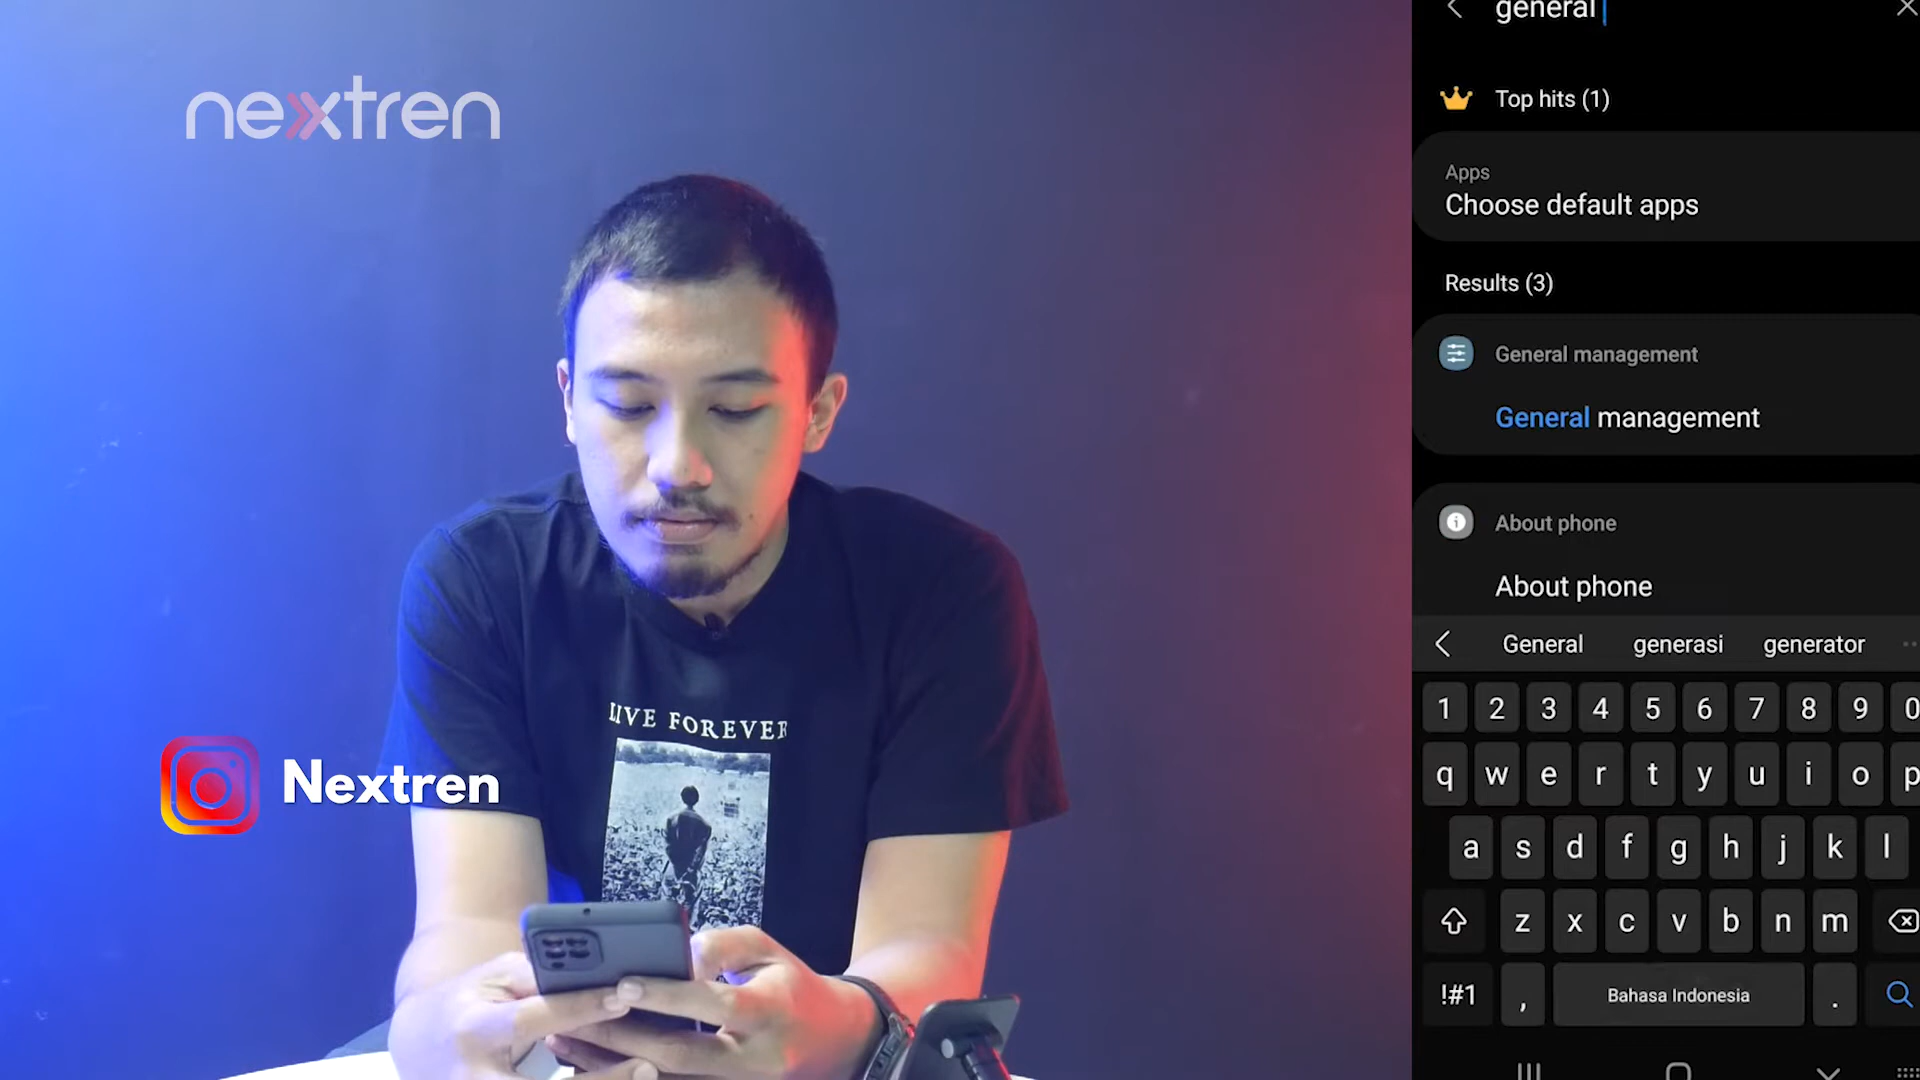 nextren
LIVE FOREVER
Nextren
general
Top hits (1)
Apps
Choose default apps
Results (3)
General management
General management
About phone
About phone
General generasi generator
1 2 3 4 5 6 7 8 9 0
q w e r t y u i o p
a s d f g h j k l
z x c v b n m
!#1 , Bahasa Indonesia .